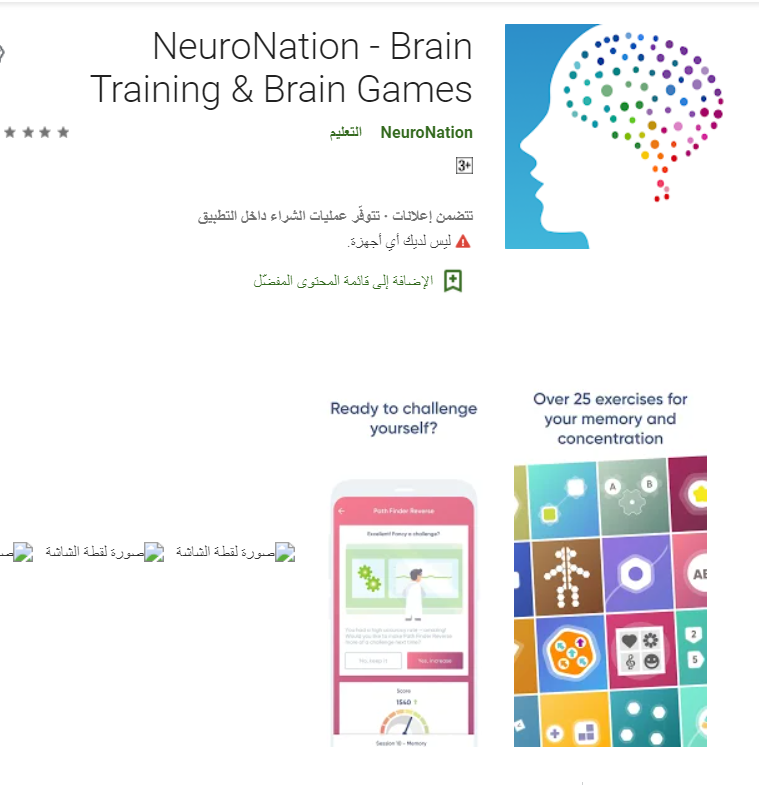 NeuroNation - Brain
Training & Brain Games
NeuroNation التعليم
3+
تتضمن إعلانات · تتوفّر عمليات الشراء داخل التطبيق
ليس لديك أي أجهزة.
الإضافة إلى قائمة المحتوى المفضّل
Over 25 exercises for
your memory and
concentration
A B
AB
2
5
Ready to challenge
yourself?
Path Finder Reverse
Excellent! Fancy a challenge?
You had a high accuracy rate – amazing!
Would you like to make Path Finder Reverse
more of a challenge next time?
No, keep it Yes, increase
Score
1540
Session 10 – Memory
صورة لقطة الشاشة
صورة لقطة الشاشة